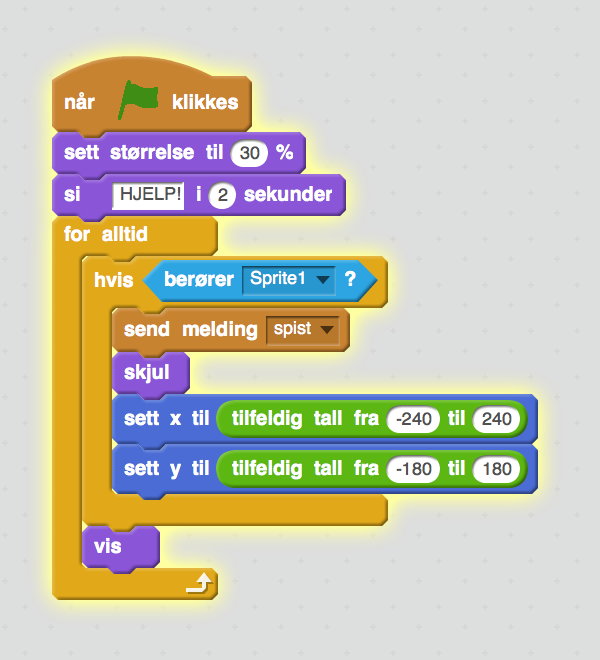 når klikkes
sett størrelse til 30 %
si HJELP! i 2 sekunder
for alltid
hvis berører Sprite1 ?
send melding spist
skjul
sett x til tilfeldig tall fra -240 til 240
sett y til tilfeldig tall fra -180 til 180
vis